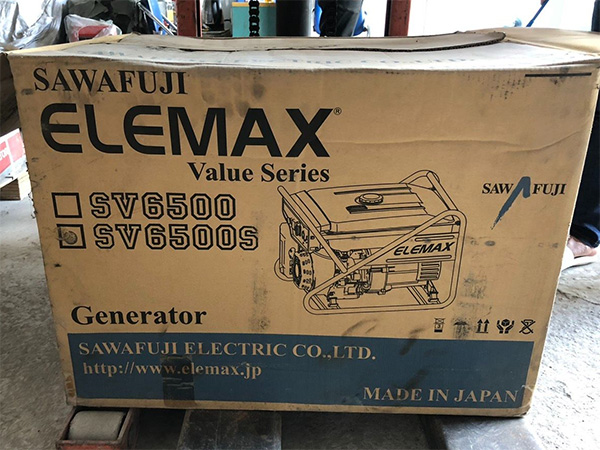 SAWAFUJI
ELEMAX®
Value Series
SV6500
SV6500S
SAWAFUJI
ELEMAX
Generator
SAWAFUJI ELECTRIC CO.,LTD.
http://www.elemax.jp
MADE IN JAPAN